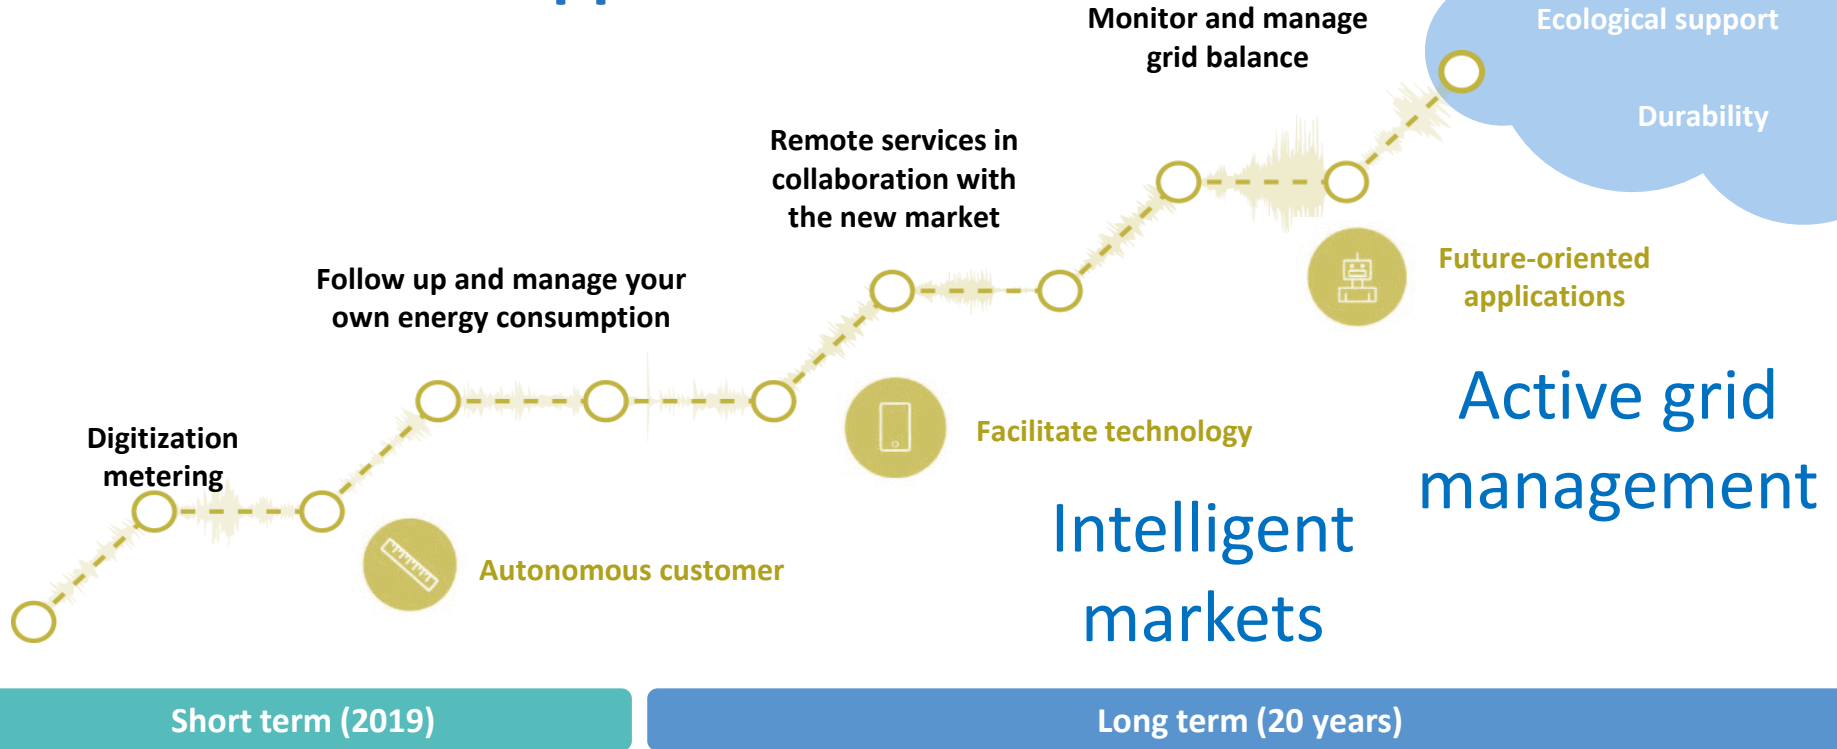 Monitor and manage
grid balance
Ecological support
Durability
Remote services in
collaboration with
the new market
Future-oriented
applications
Follow up and manage your
own energy consumption
Active grid
management
Digitization
metering
Facilitate technology
Intelligent
markets
Autonomous customer
Short term (2019)
Long term (20 years)